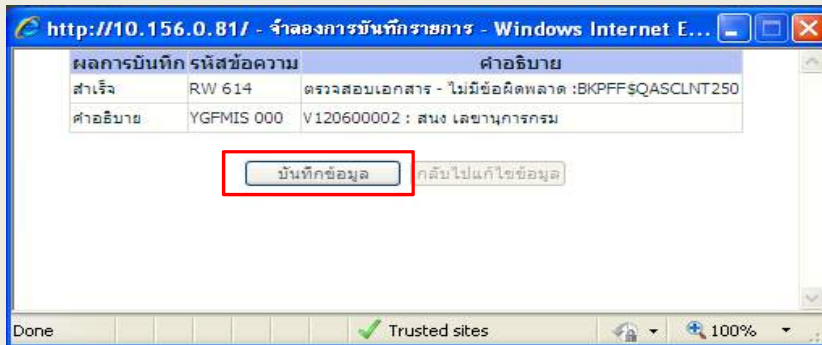 http://10.156.0.81/ - จำลองการบันทึกรายการ - Windows Internet E...
ผลการบันทึก รหัสข้อความ คำอธิบาย
สำเร็จ RW 614 ตรวจสอบเอกสาร - ไม่มีข้อผิดพลาด :BKPFF$QASCLNT250
คำอธิบาย YGFMIS 000 V120600002 : สนง เลขานุการกรม
บันทึกข้อมูล กลับไปแก้ไขข้อมูล
Done Trusted sites 100%